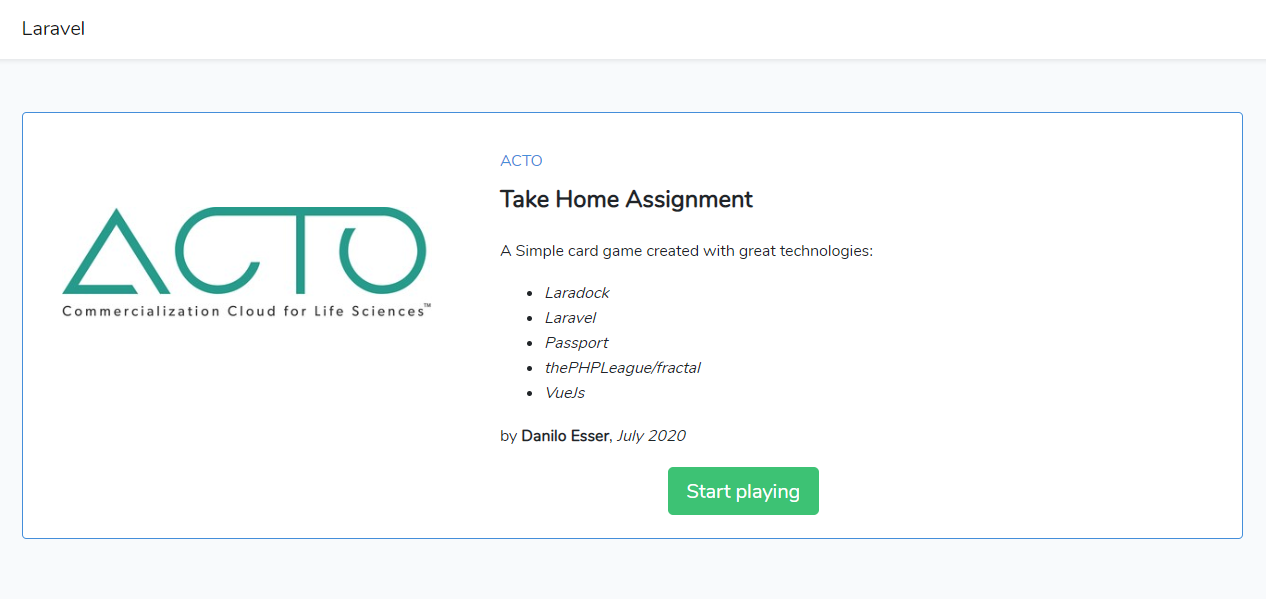 Laravel
ACTO
Commercialization Cloud for Life Sciences™
ACTO
Take Home Assignment
A Simple card game created with great technologies:
Laradock
Laravel
Passport
thePHPLeague/fractal
VueJs
by Danilo Esser, July 2020
Start playing